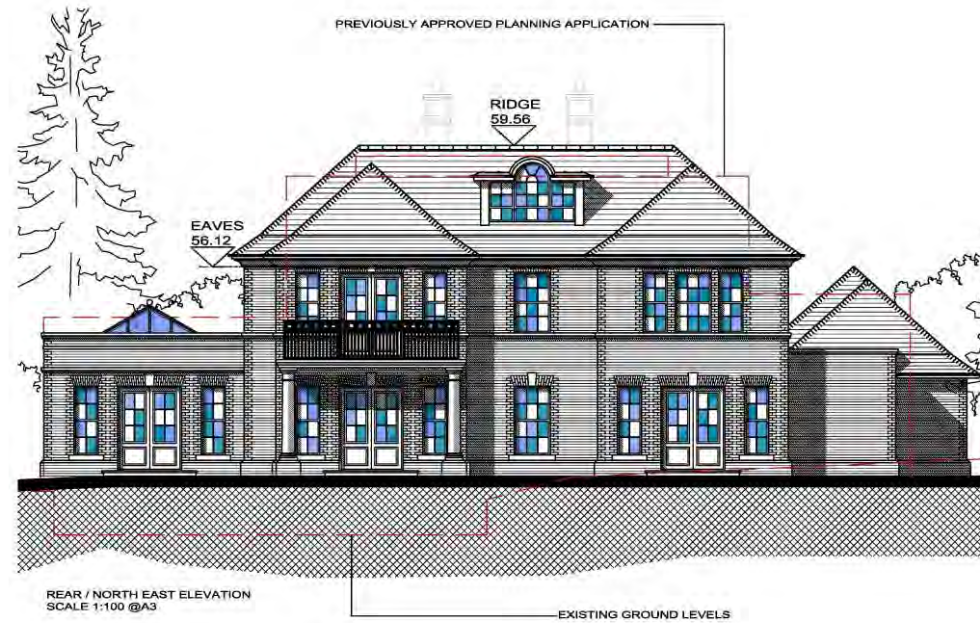 PREVIOUSLY APPROVED PLANNING APPLICATION
RIDGE
59.56
EAVES
56.12
REAR / NORTH EAST ELEVATION
SCALE 1:100 @A3
EXISTING GROUND LEVELS